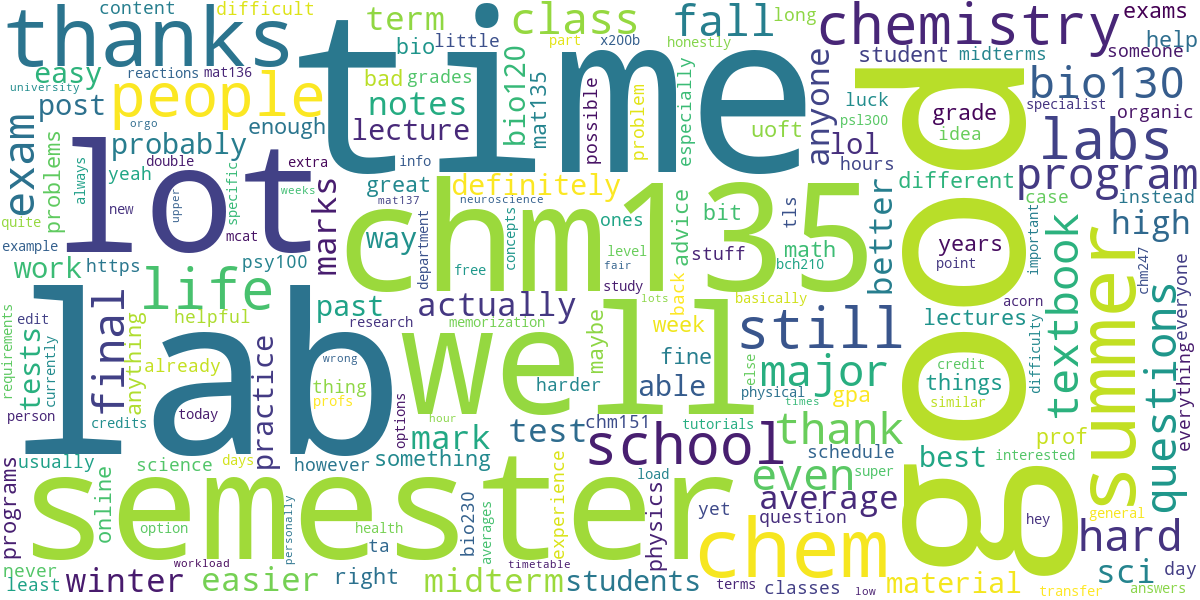 content
difficult
thanks
time
term
class
fall
long
chemistry
exams
bio
little
part
x200b
honestly
help
easy
reactions
mat136
bad
grades
bio120
mat135
possible
problem
especially
anyone
student
midterms
someone
university
people
notes
uoft
luck
bio130
specialist
post
orgo
enough
lecture
psl300
grade
idea
organic
exam
problems
probably
lol
hours
labs
yeah
always
lot
double
extra
info
good
program
new
upper
specific
weeks
great
definitely
different
case
instead
mat137
neuroscience
quite
example
mcat
marks
chm135
way
department
concepts
ones
advice
bit
tls
better
years
important
high
work
https
psy100
level
stuff
math
point
textbook
free
fair
bch210
chm247
everyone
requirements
edit
final
life
study
past
actually
back
lots
basically
acorn
summer
tests
currently
anything
helpful
research
memorization
maybe
week
still
lectures
questions
already
lab
wrong
well
fine
else
difficulty
everything
practice
thing
profs
harder
able
major
physical
gpa
credit
things
similar
person
credits
today
options
hour
chm151
tutorials
times
mark
test
school
thank
prof
usually
science
days
however
something
schedule
best
interested
load
even
super
programs
online
semester
experience
physics
average
general
option
personally
health
bio230
averages
ta
yet
question
hey
hard
chem
never
least
winter
workload
easier
right
midterm
timetable
students
terms
classes
low
material
transfer
sci
day
answers